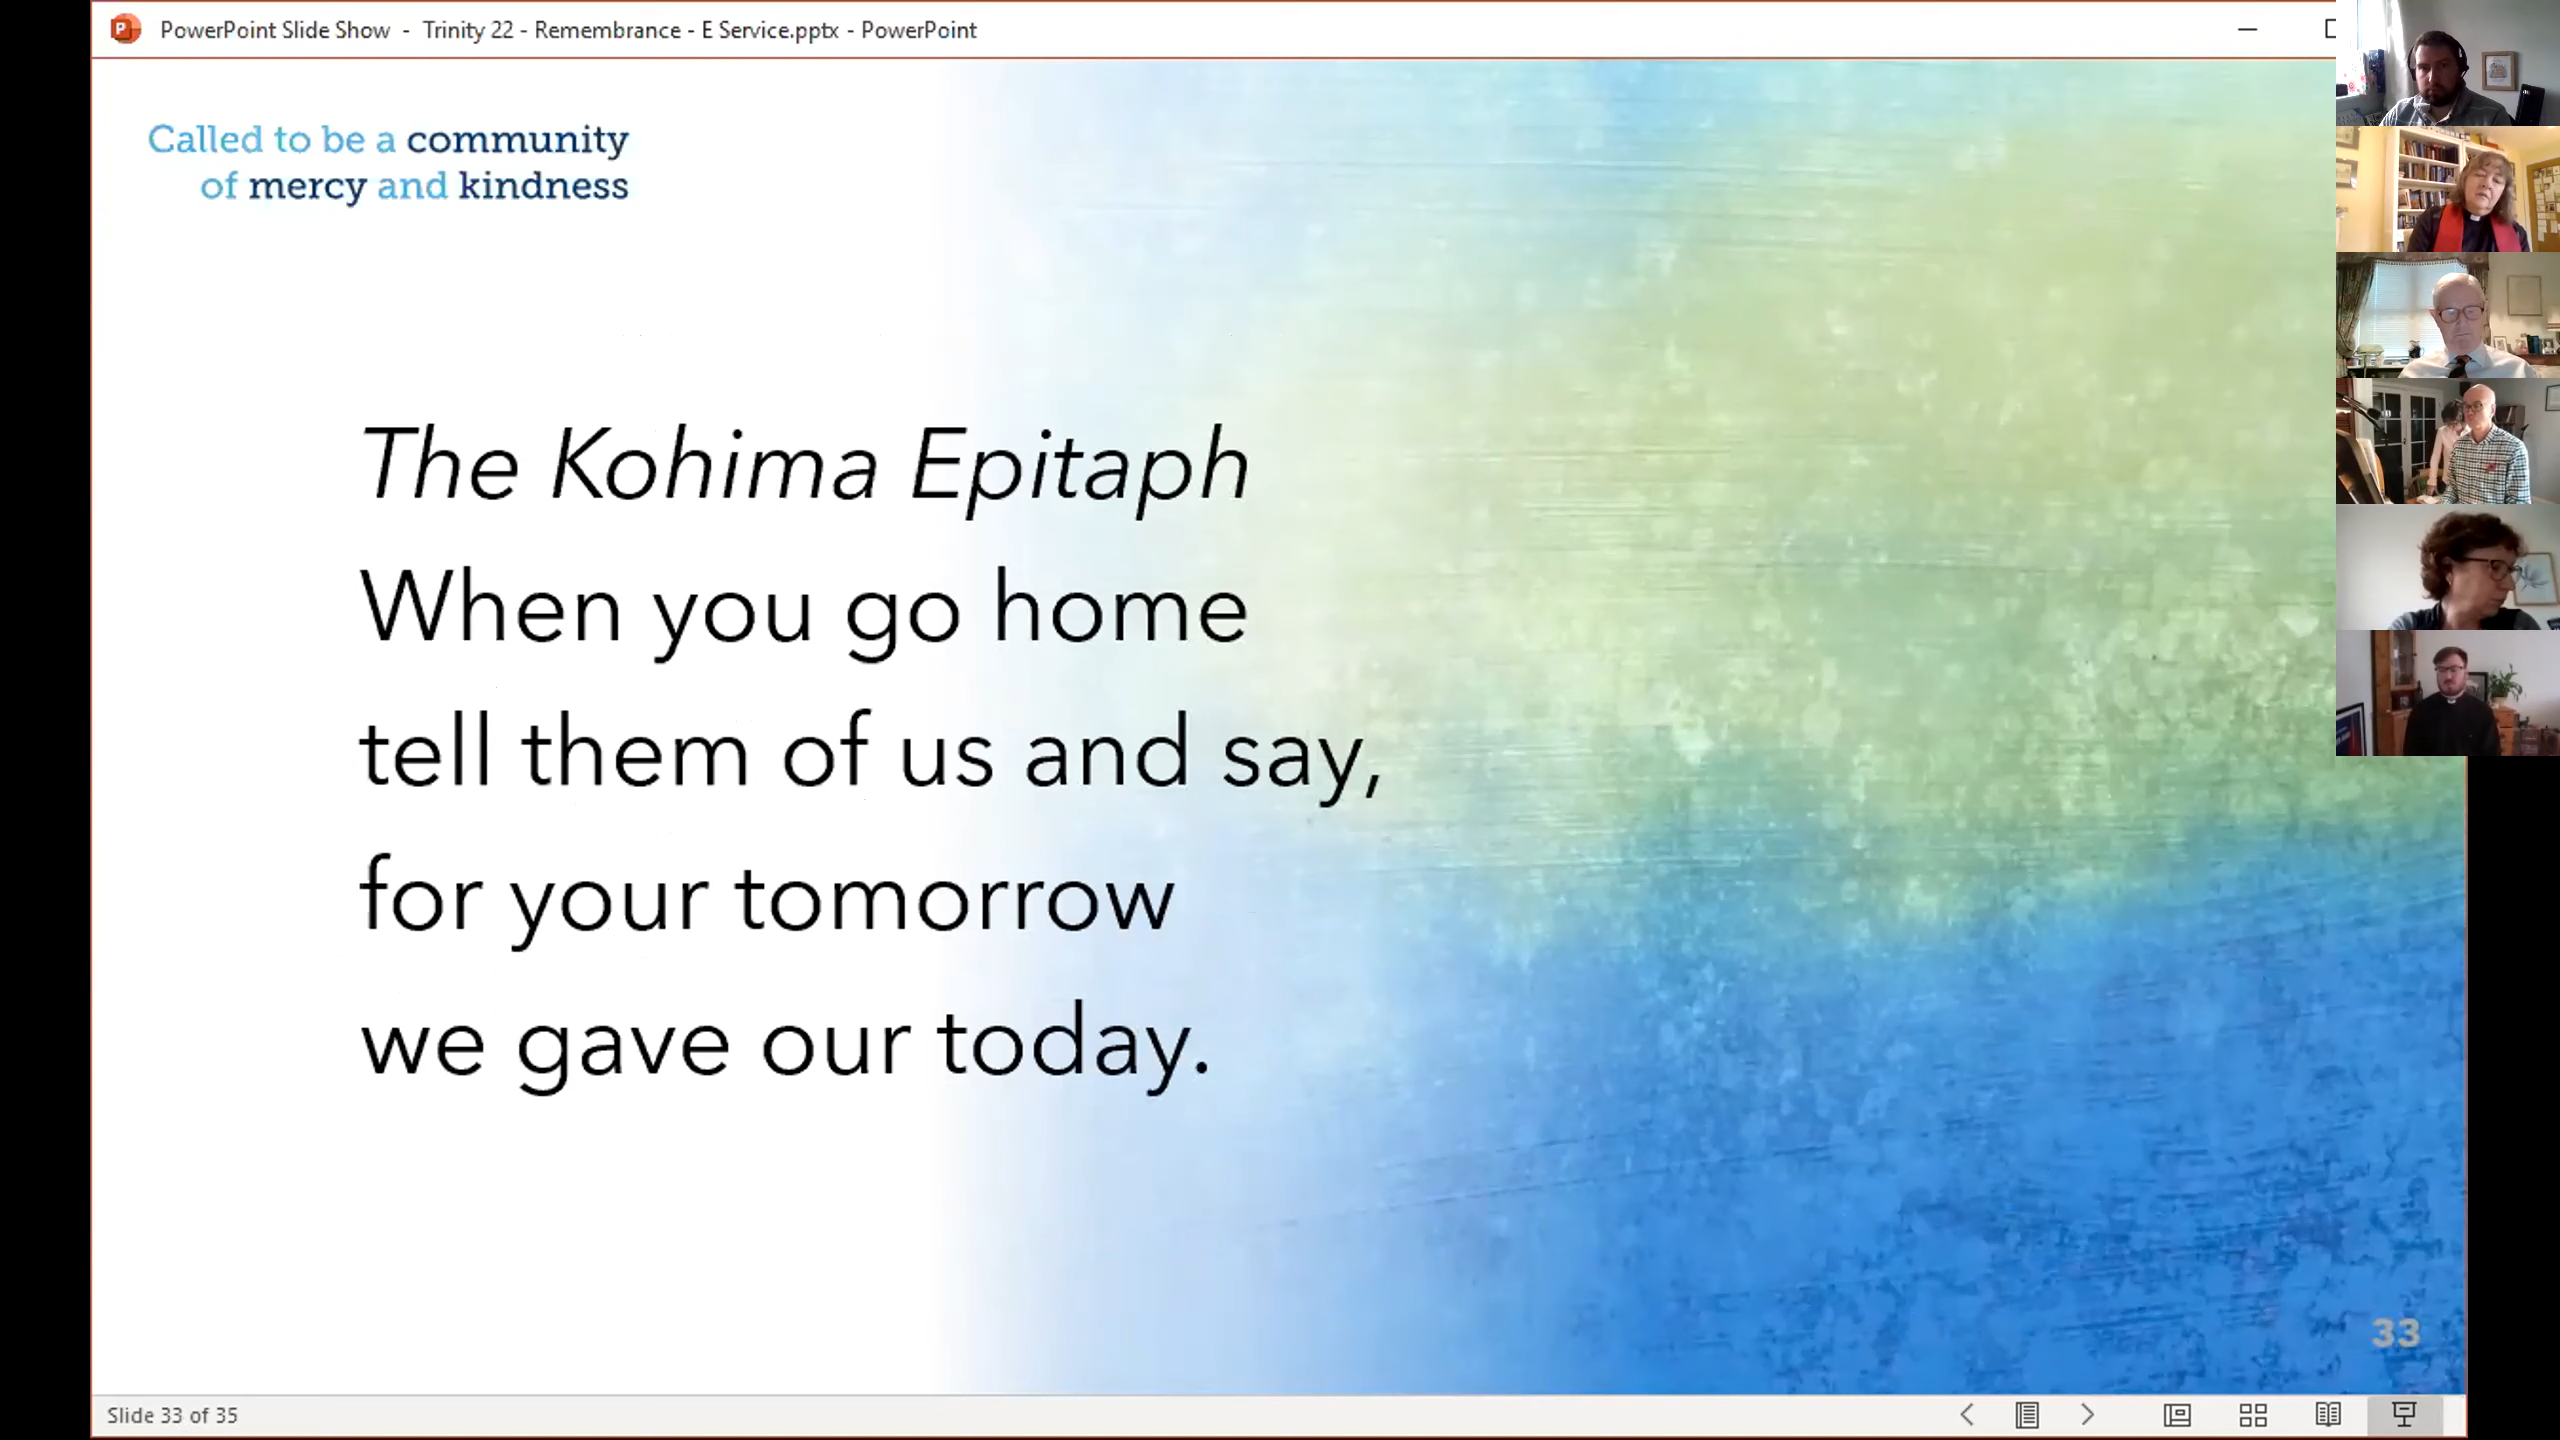 PowerPoint Slide Show - Trinity 22 - Remembrance - E Service.pptx - PowerPoint
Called to be a community
of mercy and kindness
The Kohima Epitaph
When you go home
tell them of us and say,
for your tomorrow
we gave our today.
33
Slide 33 of 35